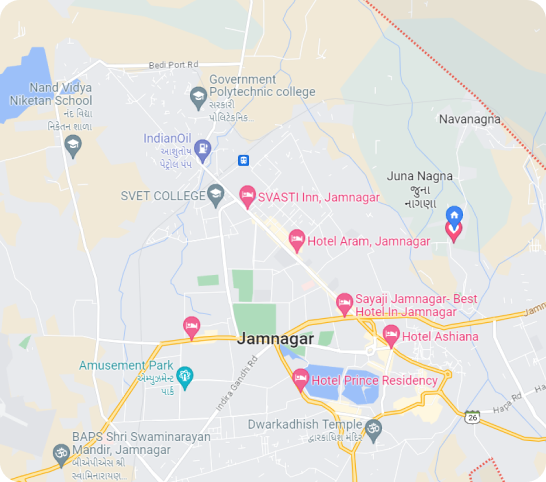 Bedi Port Rd
Government
Polytechnic college
સરકારી
પોલિટેકનિક...
Nand Vidya
Niketan School
નંદ વિદ્યા
નિકેતન શાળા
Navanagna
IndianOil
આશુતોષ
પેટ્રોલ પંપ
Juna Nagna
જુના
નાગણા
SVET COLLEGE
SVASTI Inn, Jamnagar
Hotel Aram, Jamnagar
Sayaji Jamnagar- Best
Hotel In Jamnagar
Jamn
Jamnagar
Hotel Ashiana
Amusement Park
એમ્યુઝમેન્ટ
પાર્ક
Indira Gandhi Rd
Hotel Prince Residency
Ha
Hapa Rd
26
Dwarkadhish Temple
દ્વારકાધિશ મંદિર
BAPS Shri Swaminarayan
Mandir, Jamnagar
બીએપીએસ શ્રી
સ્વામિનારાયણ...